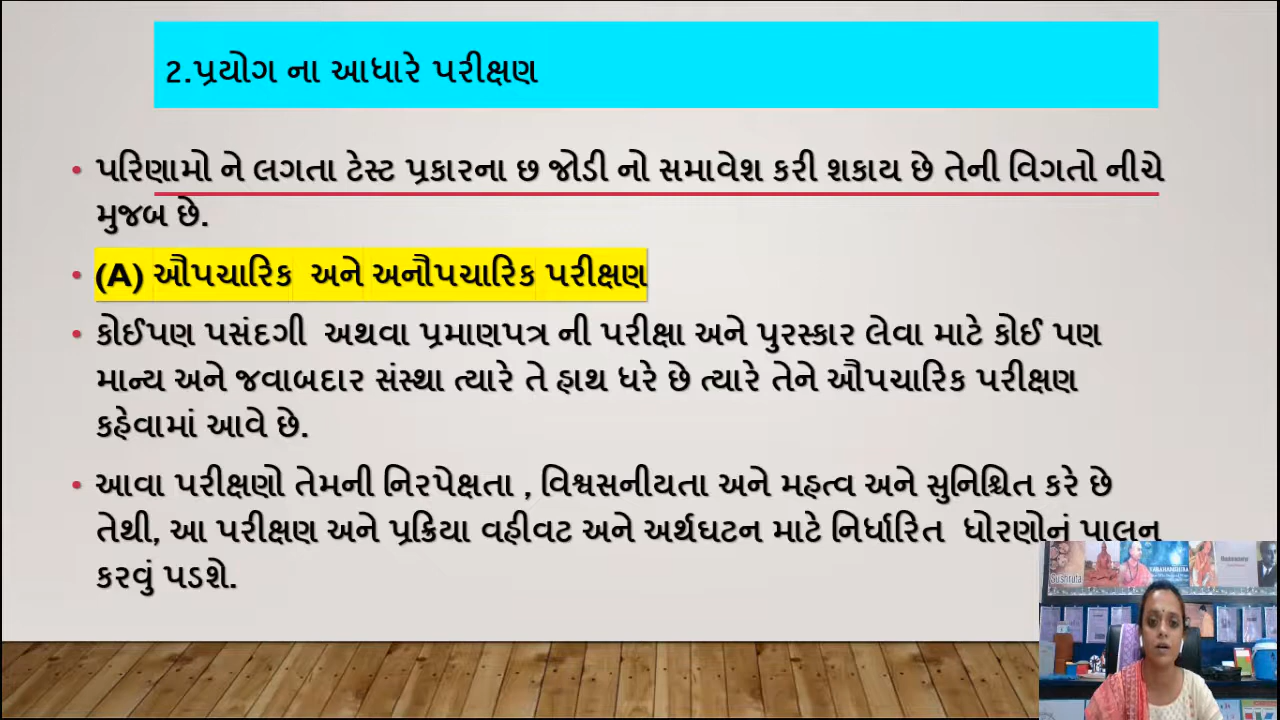 2.પ્રયોગ ના આધારે પરીક્ષણ
• પરિણામો ને લગતા ટેસ્ટ પ્રકારના છ જોડી નો સમાવેશ કરી શકાય છે તેની વિગતો નીચે
મુજબ છે.
• (A) ઔપચારિક અને અનૌપચારિક પરીક્ષણ
• કોઈપણ પસંદગી અથવા પ્રમાણપત્ર ની પરીક્ષા અને પુરસ્કાર લેવા માટે કોઈ પણ
માન્ય અને જવાબદાર સંસ્થા ત્યારે તે હાથ ધરે છે ત્યારે તેને ઔપચારિક પરીક્ષણ
કહેવામાં આવે છે.
• આવા પરીક્ષણો તેમની નિરપેક્ષતા , વિશ્વસનીયતા અને મહત્વ અને સુનિશ્ચિત કરે છે
તેથી, આ પરીક્ષણ અને પ્રક્રિયા વહીવટ અને અર્થઘટન માટે નિર્ધારિત ધોરણોનું પાલન
કરવું પડશે.
Sushruta